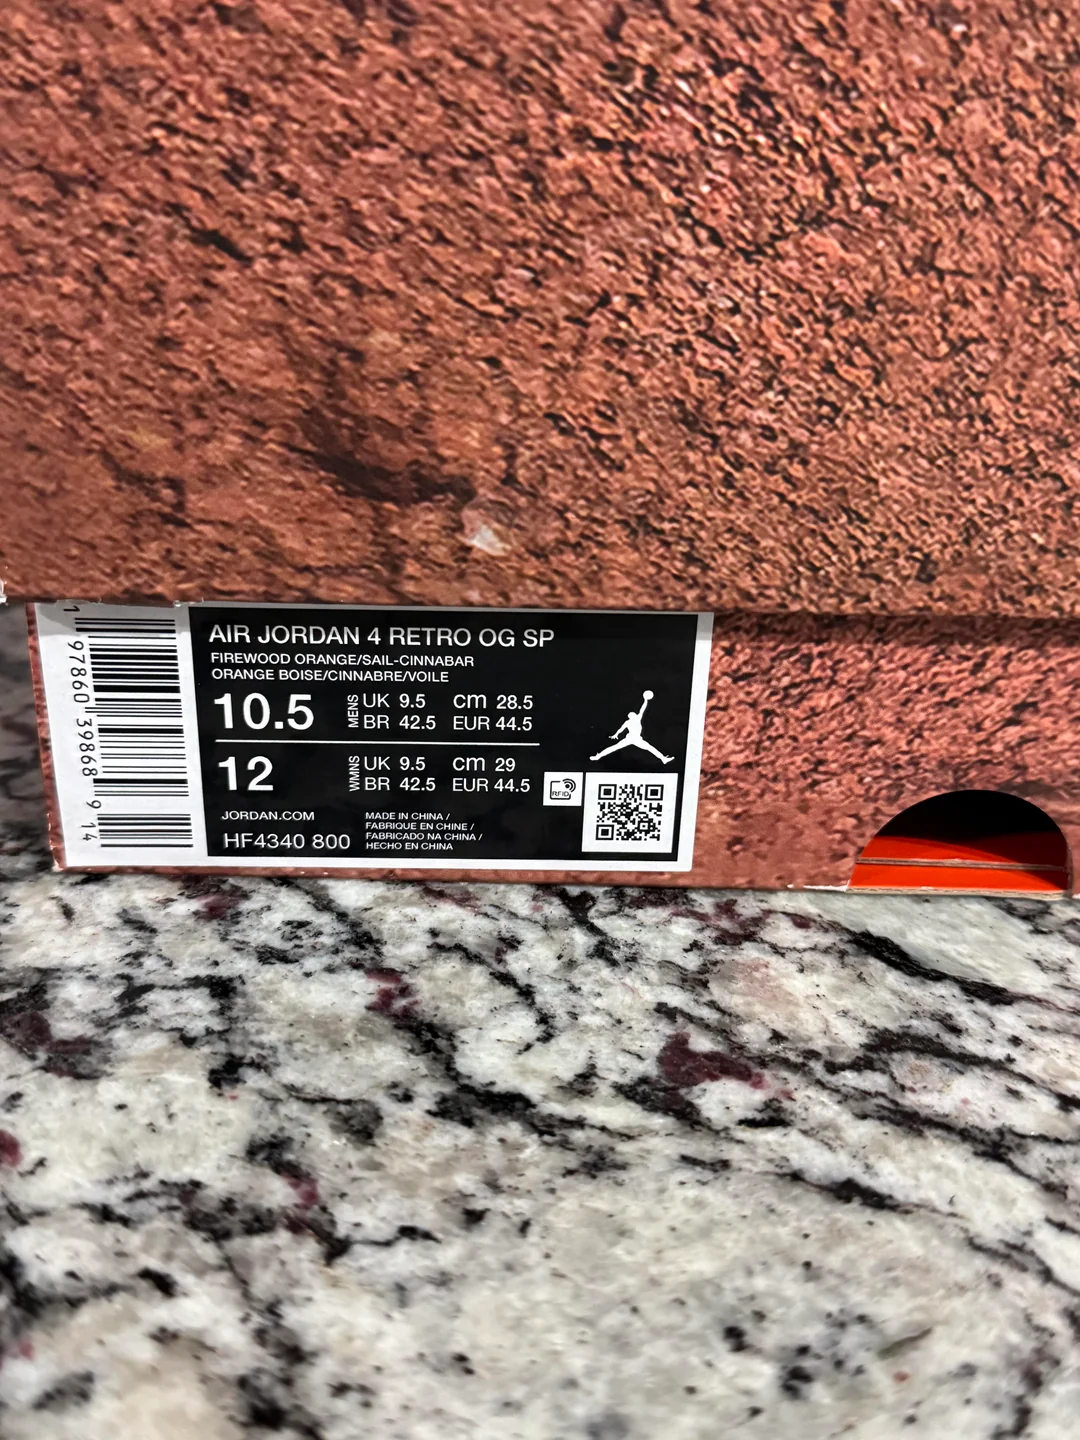 AIR JORDAN 4 RETRO OG SP
FIREWOOD ORANGE/SAIL-CINNABAR
ORANGE BOISE/CINNABRE/VOILE
10.5 MENS UK 9.5 cm 28.5
BR 42.5 EUR 44.5
12 WMNS UK 9.5 cm 29
BR 42.5 EUR 44.5
RFID
JORDAN.COM
HF4340 800
MADE IN CHINA /
FABRIQUE EN CHINE /
FABRICADO NA CHINA /
HECHO EN CHINA
1 97860 39868 9 14